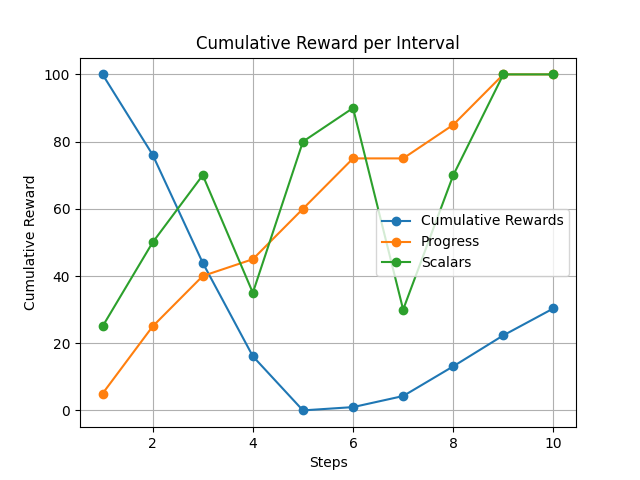 Cumulative Reward per Interval
Cumulative Reward
100
80
60
40
20
0
Cumulative Rewards
Progress
Scalars
2
4
6
8
10
Steps